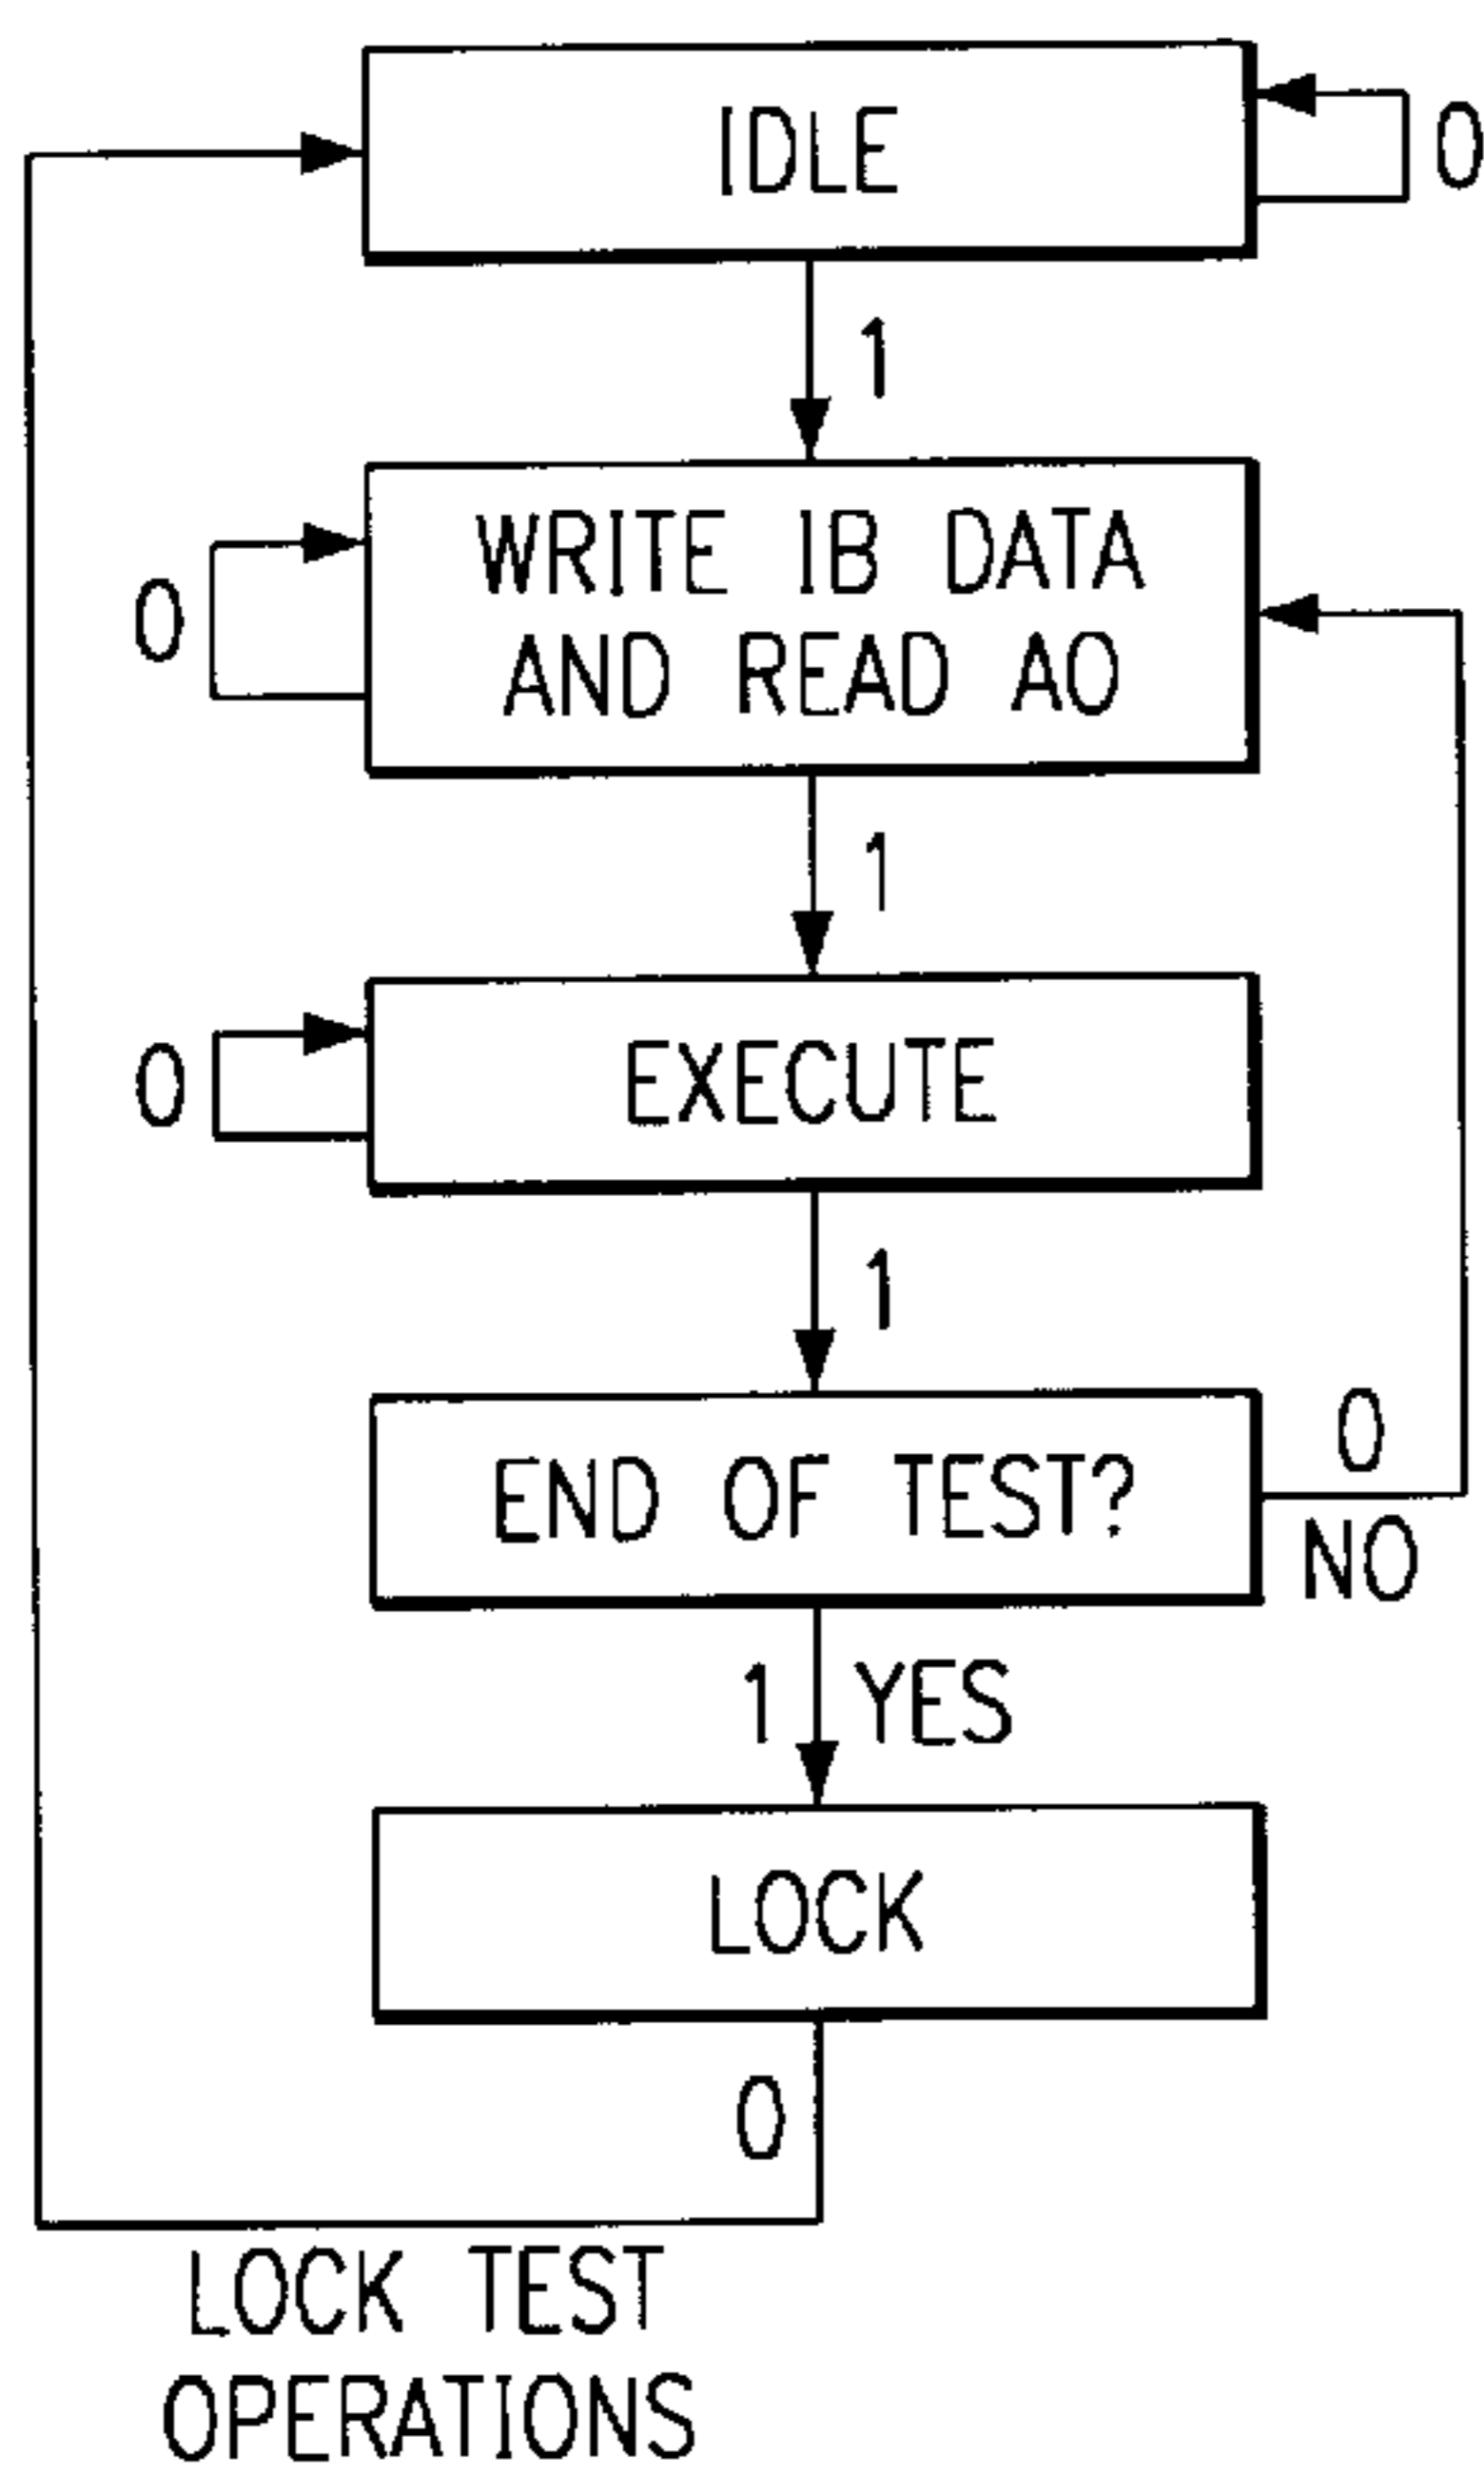 IDLE
0
1
WRITE IB DATA
AND READ AO
0
1
EXECUTE
0
1
END OF TEST?
0
NO
1 YES
LOCK
0
LOCK TEST
OPERATIONS